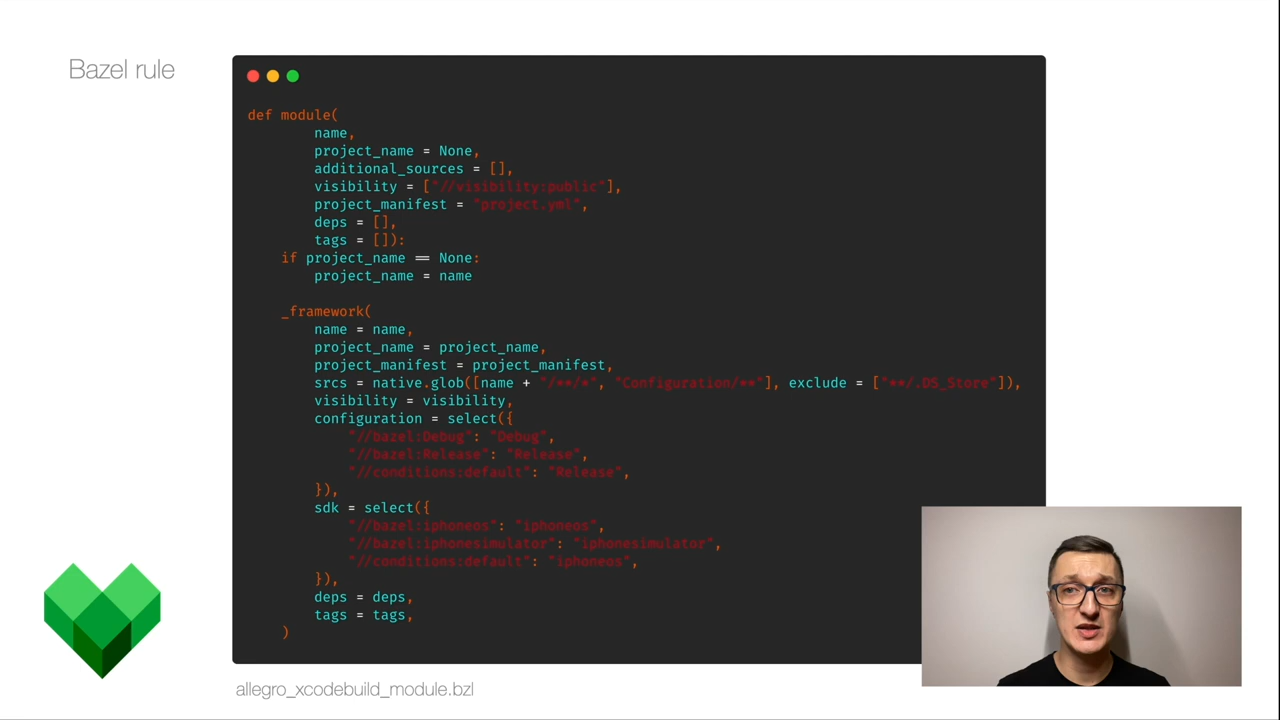 Bazel rule
def module(
name,
project_name = None,
additional_sources = [],
visibility = ["//visibility:public"],
project_manifest = "project.yml",
deps = [],
tags = []):
if project_name == None:
project_name = name
_framework(
name = name,
project_name = project_name,
project_manifest = project_manifest,
srcs = native.glob([name + "/**/*", "Configuration/**"], exclude = ["**/.DS_Store"]),
visibility = visibility,
configuration = select({
"//bazel:Debug": "Debug",
"//bazel:Release": "Release",
"//conditions:default": "Release",
}),
sdk = select({
"//bazel:iphoneos": "iphoneos",
"//bazel:iphonesimulator": "iphonesimulator",
"//conditions:default": "iphoneos",
}),
deps = deps,
tags = tags,
)
allegro_xcodebuild_module.bzl